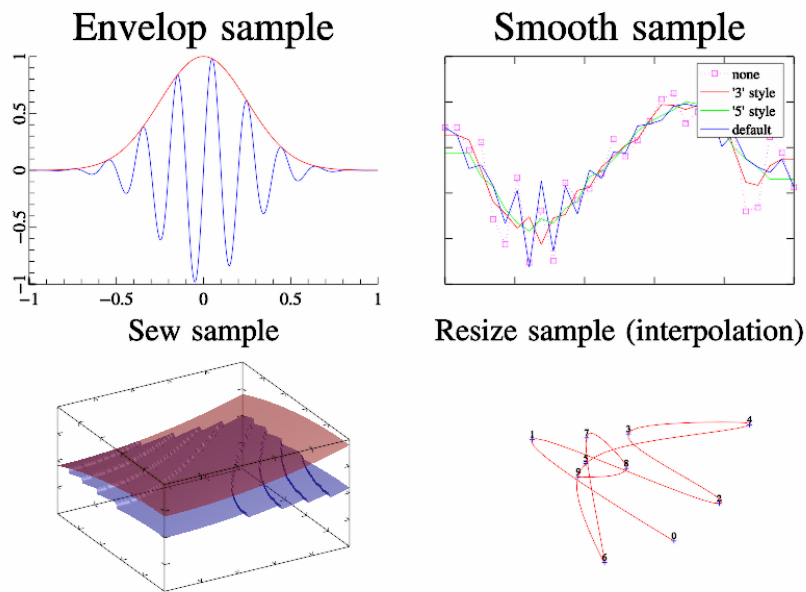 Envelop sample
Smooth sample
1
0.5
0
−0.5
−1
−1
−0.5
0
0.5
1
none
'3' style
'5' style
default
Sew sample
Resize sample (interpolation)
1
7
3
4
5
8
9
2
0
6